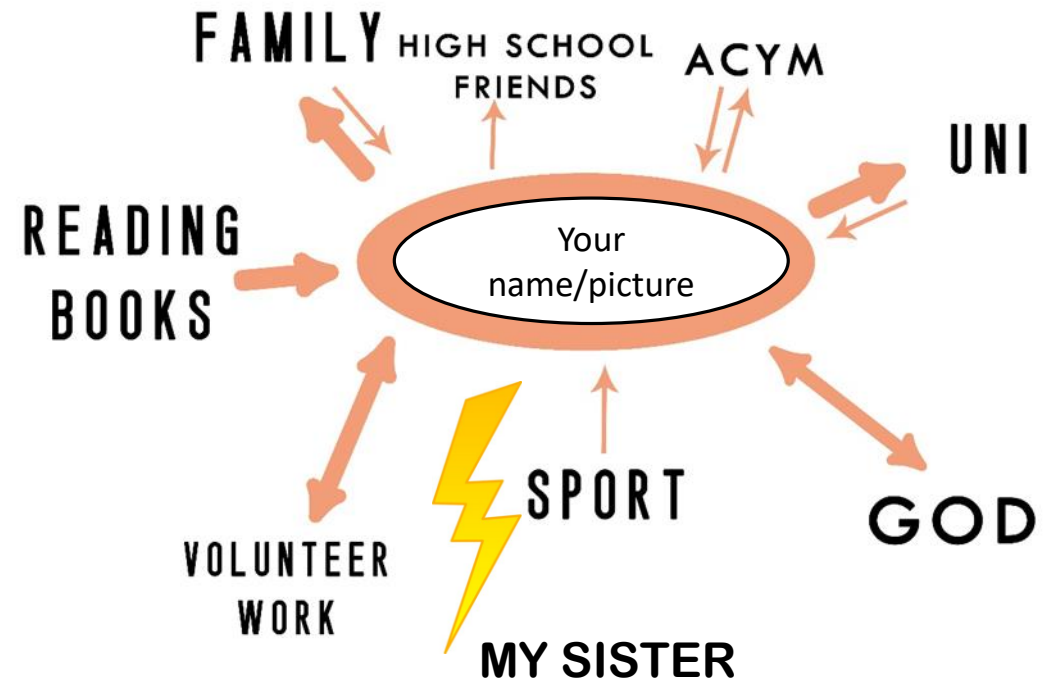 FAMILY
HIGH SCHOOL
FRIENDS
ACYM
UNI
READING
BOOKS
Your
name/picture
SPORT
GOD
VOLUNTEER
WORK
MY SISTER